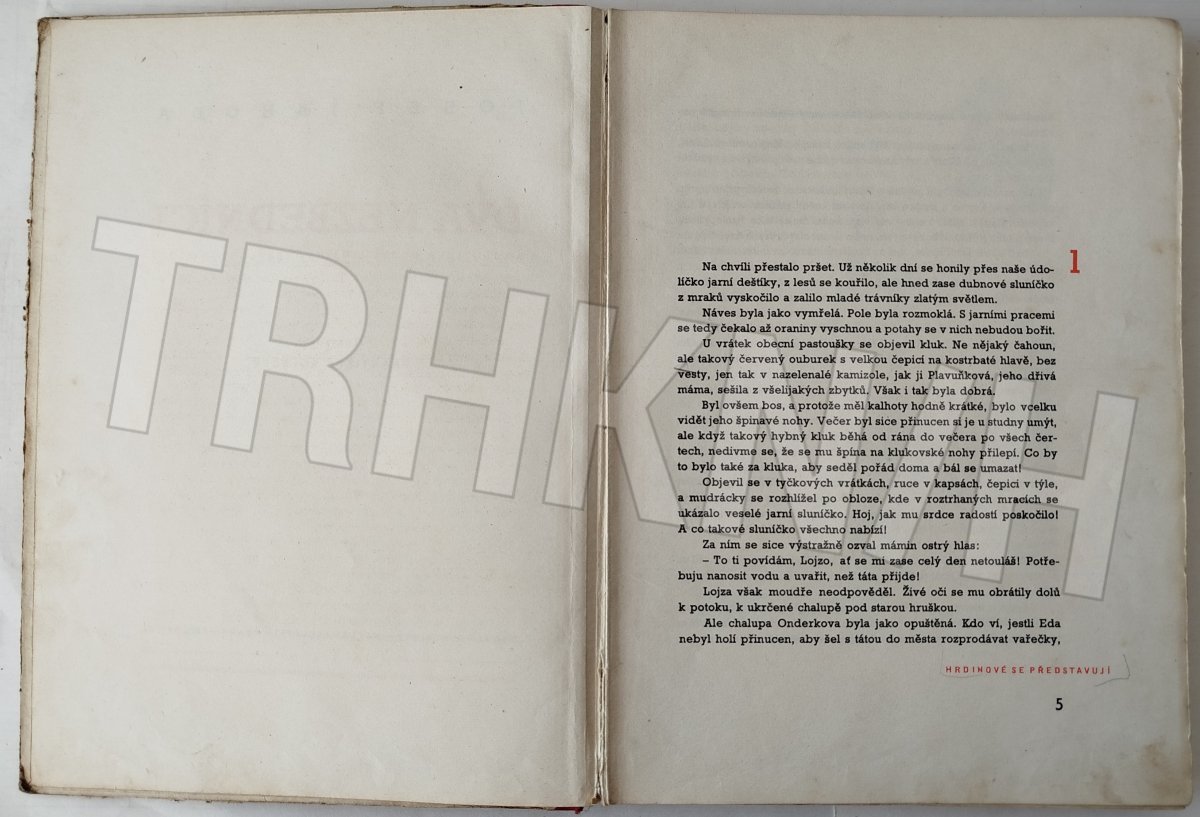 1
Na chvíli přestalo pršet. Už několik dní se honily přes naše údo-
líčko jarní deštíky, z lesů se kouřilo, ale hned zase dubnové sluníčko
z mraků vyskočilo a zalilo mladé trávníky zlatým světlem.
Náves byla jako vymřelá. Pole byla rozmoklá. S jarními pracemi
se tedy čekalo až oraniny vyschnou a potahy se v nich nebudou bořit.
U vrátek obecní pastoušky se objevil kluk. Ne nějaký čahoun,
ale takový červený ouburek s velkou čepicí na kostrbaté hlavě, bez
vesty, jen tak v nazelenalé kamizole, jak ji Plavuňková, jeho dřívá
máma, sešila z všelijakých zbytků. Však i tak byla dobrá.
Byl ovšem bos, a protože měl kalhoty hodně krátké, bylo vcelku
vidět jeho špinavé nohy. Večer byl sice přinucen si je u studny umýt,
ale když takový hybný kluk běhá od rána do večera po všech čer-
tech, nedivme se, že se mu špína na klukovské nohy přilepí. Co by
to bylo také za kluka, aby seděl pořád doma a bál se umazat!
Objevil se v tyčkových vrátkách, ruce v kapsách, čepici v týle,
a mudrácky se rozhlížel po obloze, kde v roztrhaných mracích se
ukázalo veselé jarní sluníčko. Hoj, jak mu srdce radostí poskočilo!
A co takové sluníčko všechno nabízí!
Za ním se sice výstražně ozval mámin ostrý hlas:
– To ti povídám, Lojzo, ať se mi zase celý den netouláš! Potře-
buju nanosit vodu a uvařit, než táta přijde!
Lojza však moudře neodpověděl. Živé oči se mu obrátily dolů
k potoku, k ukrčené chalupě pod starou hruškou.
Ale chalupa Onderkova byla jako opuštěná. Kdo ví, jestli Eda
nebyl holí přinucen, aby šel s tátou do města rozprodávat vařečky,
HRDINOVÉ SE PŘEDSTAVUJÍ
5
TRHKNIH